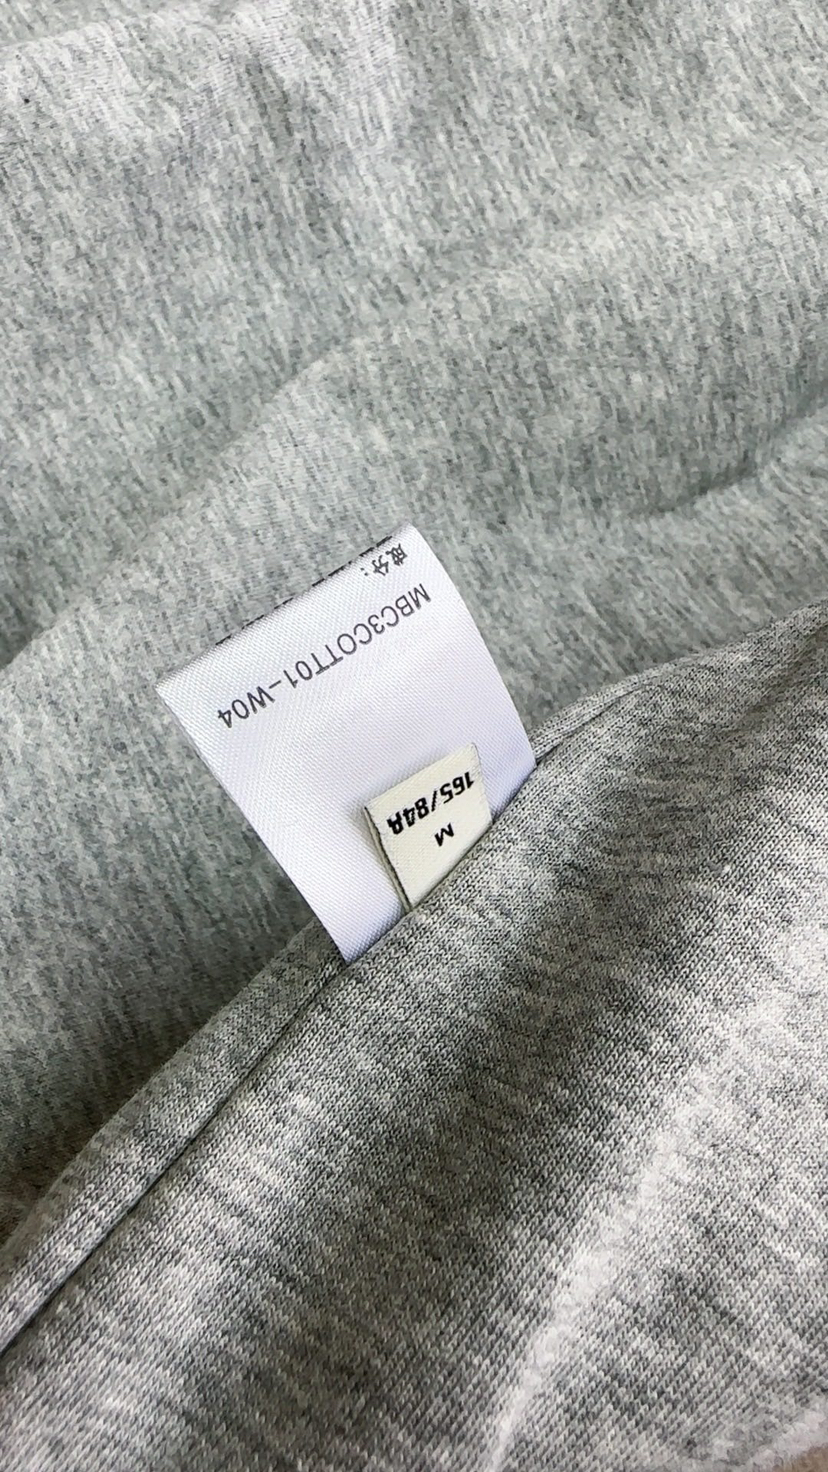 MBC3COTT01-W04
成分:
M
165/84A